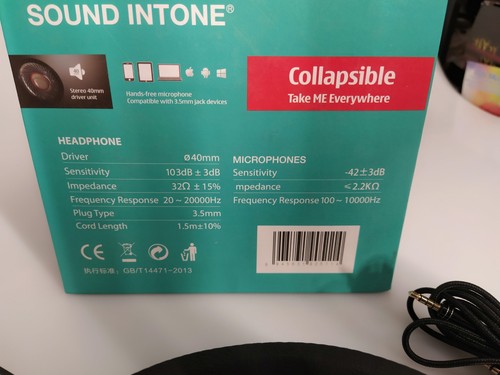 SOUND INTONE®
Stereo 40mm
driver unit
Hands-free microphone
Compatible with 3.5mm jack devices
Collapsible
Take ME Everywhere
HEADPHONE
Driver ø40mm
Sensitivity 103dB ± 3dB
Impedance 32Ω ± 15%
Frequency Response 20 ~ 20000Hz
Plug Type 3.5mm
Cord Length 1.5m±10%
MICROPHONES
Sensitivity -42±3dB
mpedance <2.2KΩ
Frequency Response 100 ~ 10000Hz
CE
执行标准: GB/T14471-2013